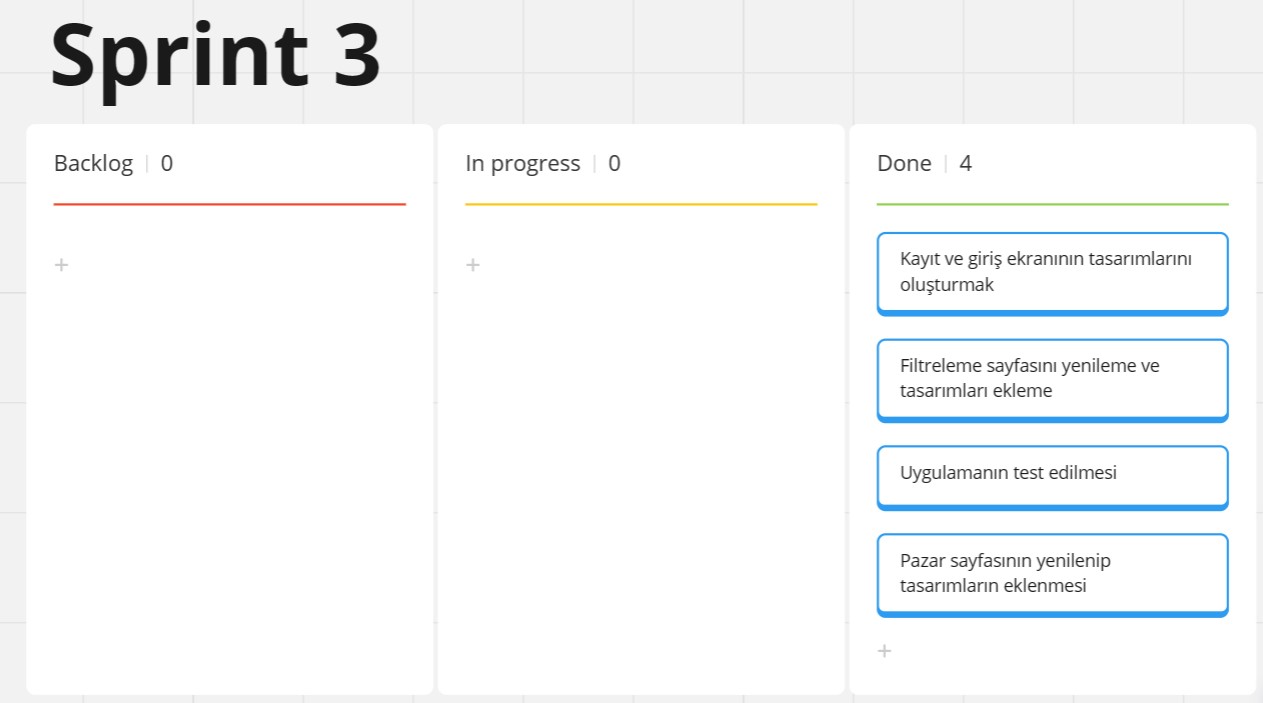 Sprint 3
Backlog | 0
In progress | 0
Done | 4
Kayıt ve giriş ekranının tasarımlarını
oluşturmak
Filtreleme sayfasını yenileme ve
tasarımları ekleme
Uygulamanın test edilmesi
Pazar sayfasının yenilenip
tasarımların eklenmesi